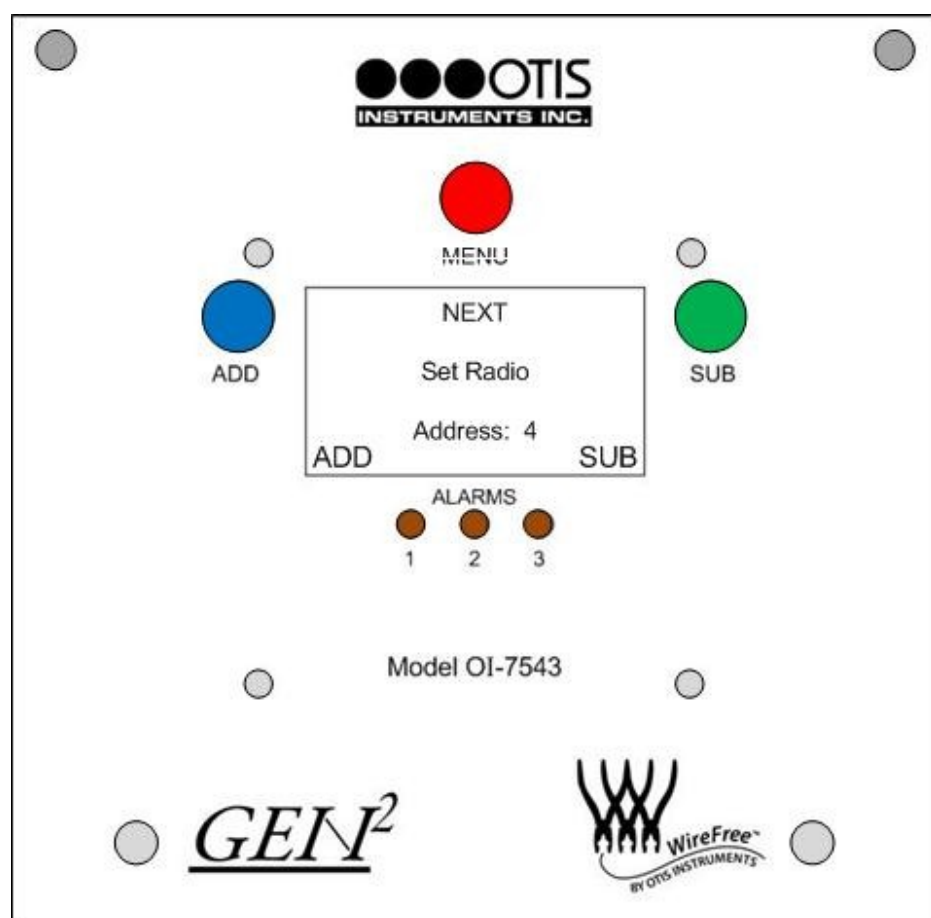 OTIS
INSTRUMENTS INC.
MENU
NEXT
ADD
Set Radio
SUB
Address: 4
ADD SUB
ALARMS
1 2 3
Model OI-7543
GEN²
WireFree™
BY OTIS INSTRUMENTS